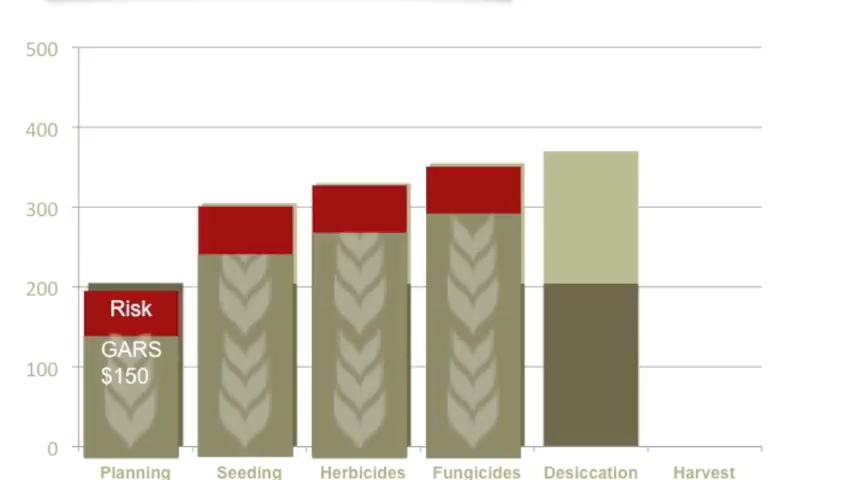 500
400
300
200
100
0
Risk
GARS
$150
Planning Seeding Herbicides Fungicides Desiccation Harvest